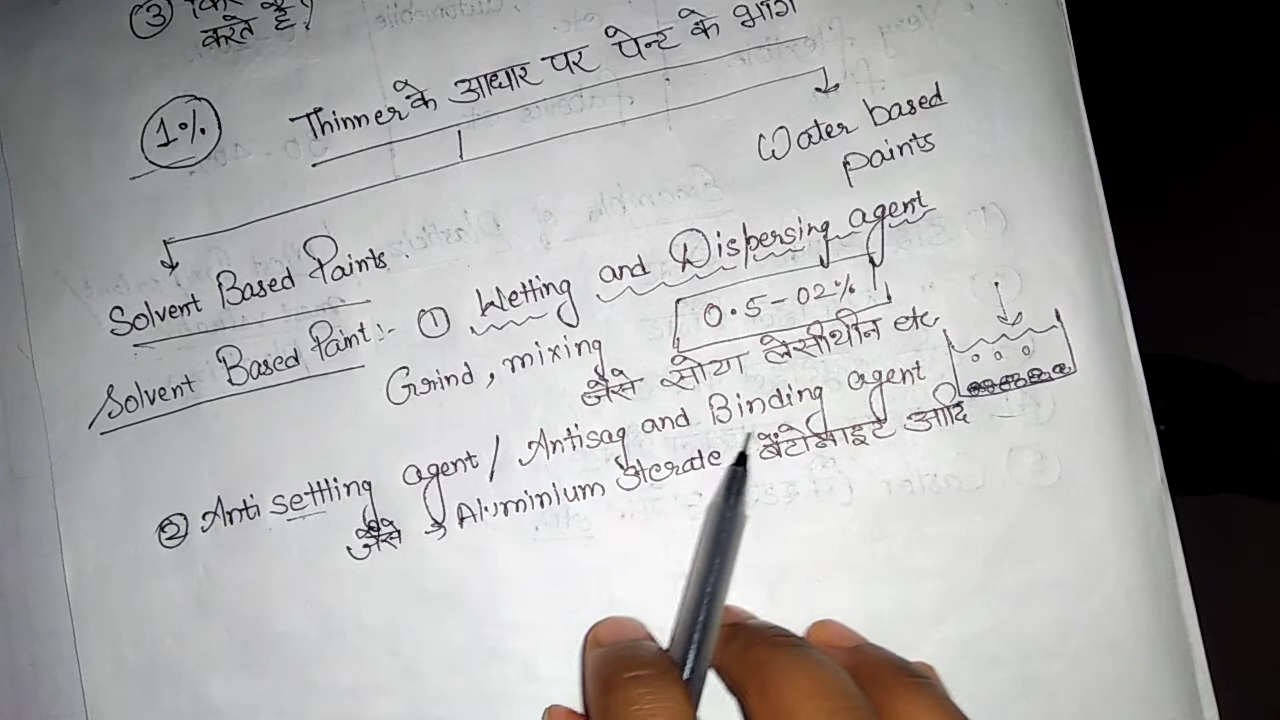 ③
करते है?
1% Thinner के आधार पर पेन्ट के भाग
Water based
paints
Solvent Based Paints.
Solvent Based Paint:- ① Wetting and Dispersing agent
0.5-02%
Grind, mixing
जैसे सोया लेसीथीन etc
② Anti settling agent / Antisag and Binding agent
जैसे → Aluminium Sterate, बेंटोनाइट आदि